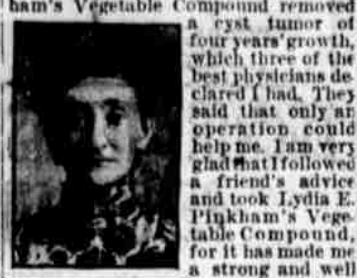 ham's Vegetable Compound removed
a cyst tumor of
four years' growth,
which three of the
best physicians de
clared I had. They
said that only an
operation could
help me. I am very
glad that I followed
a friend's advice
and took Lydia E.
Pinkham's Vege
table Compound,
for it has made me
a strong and well